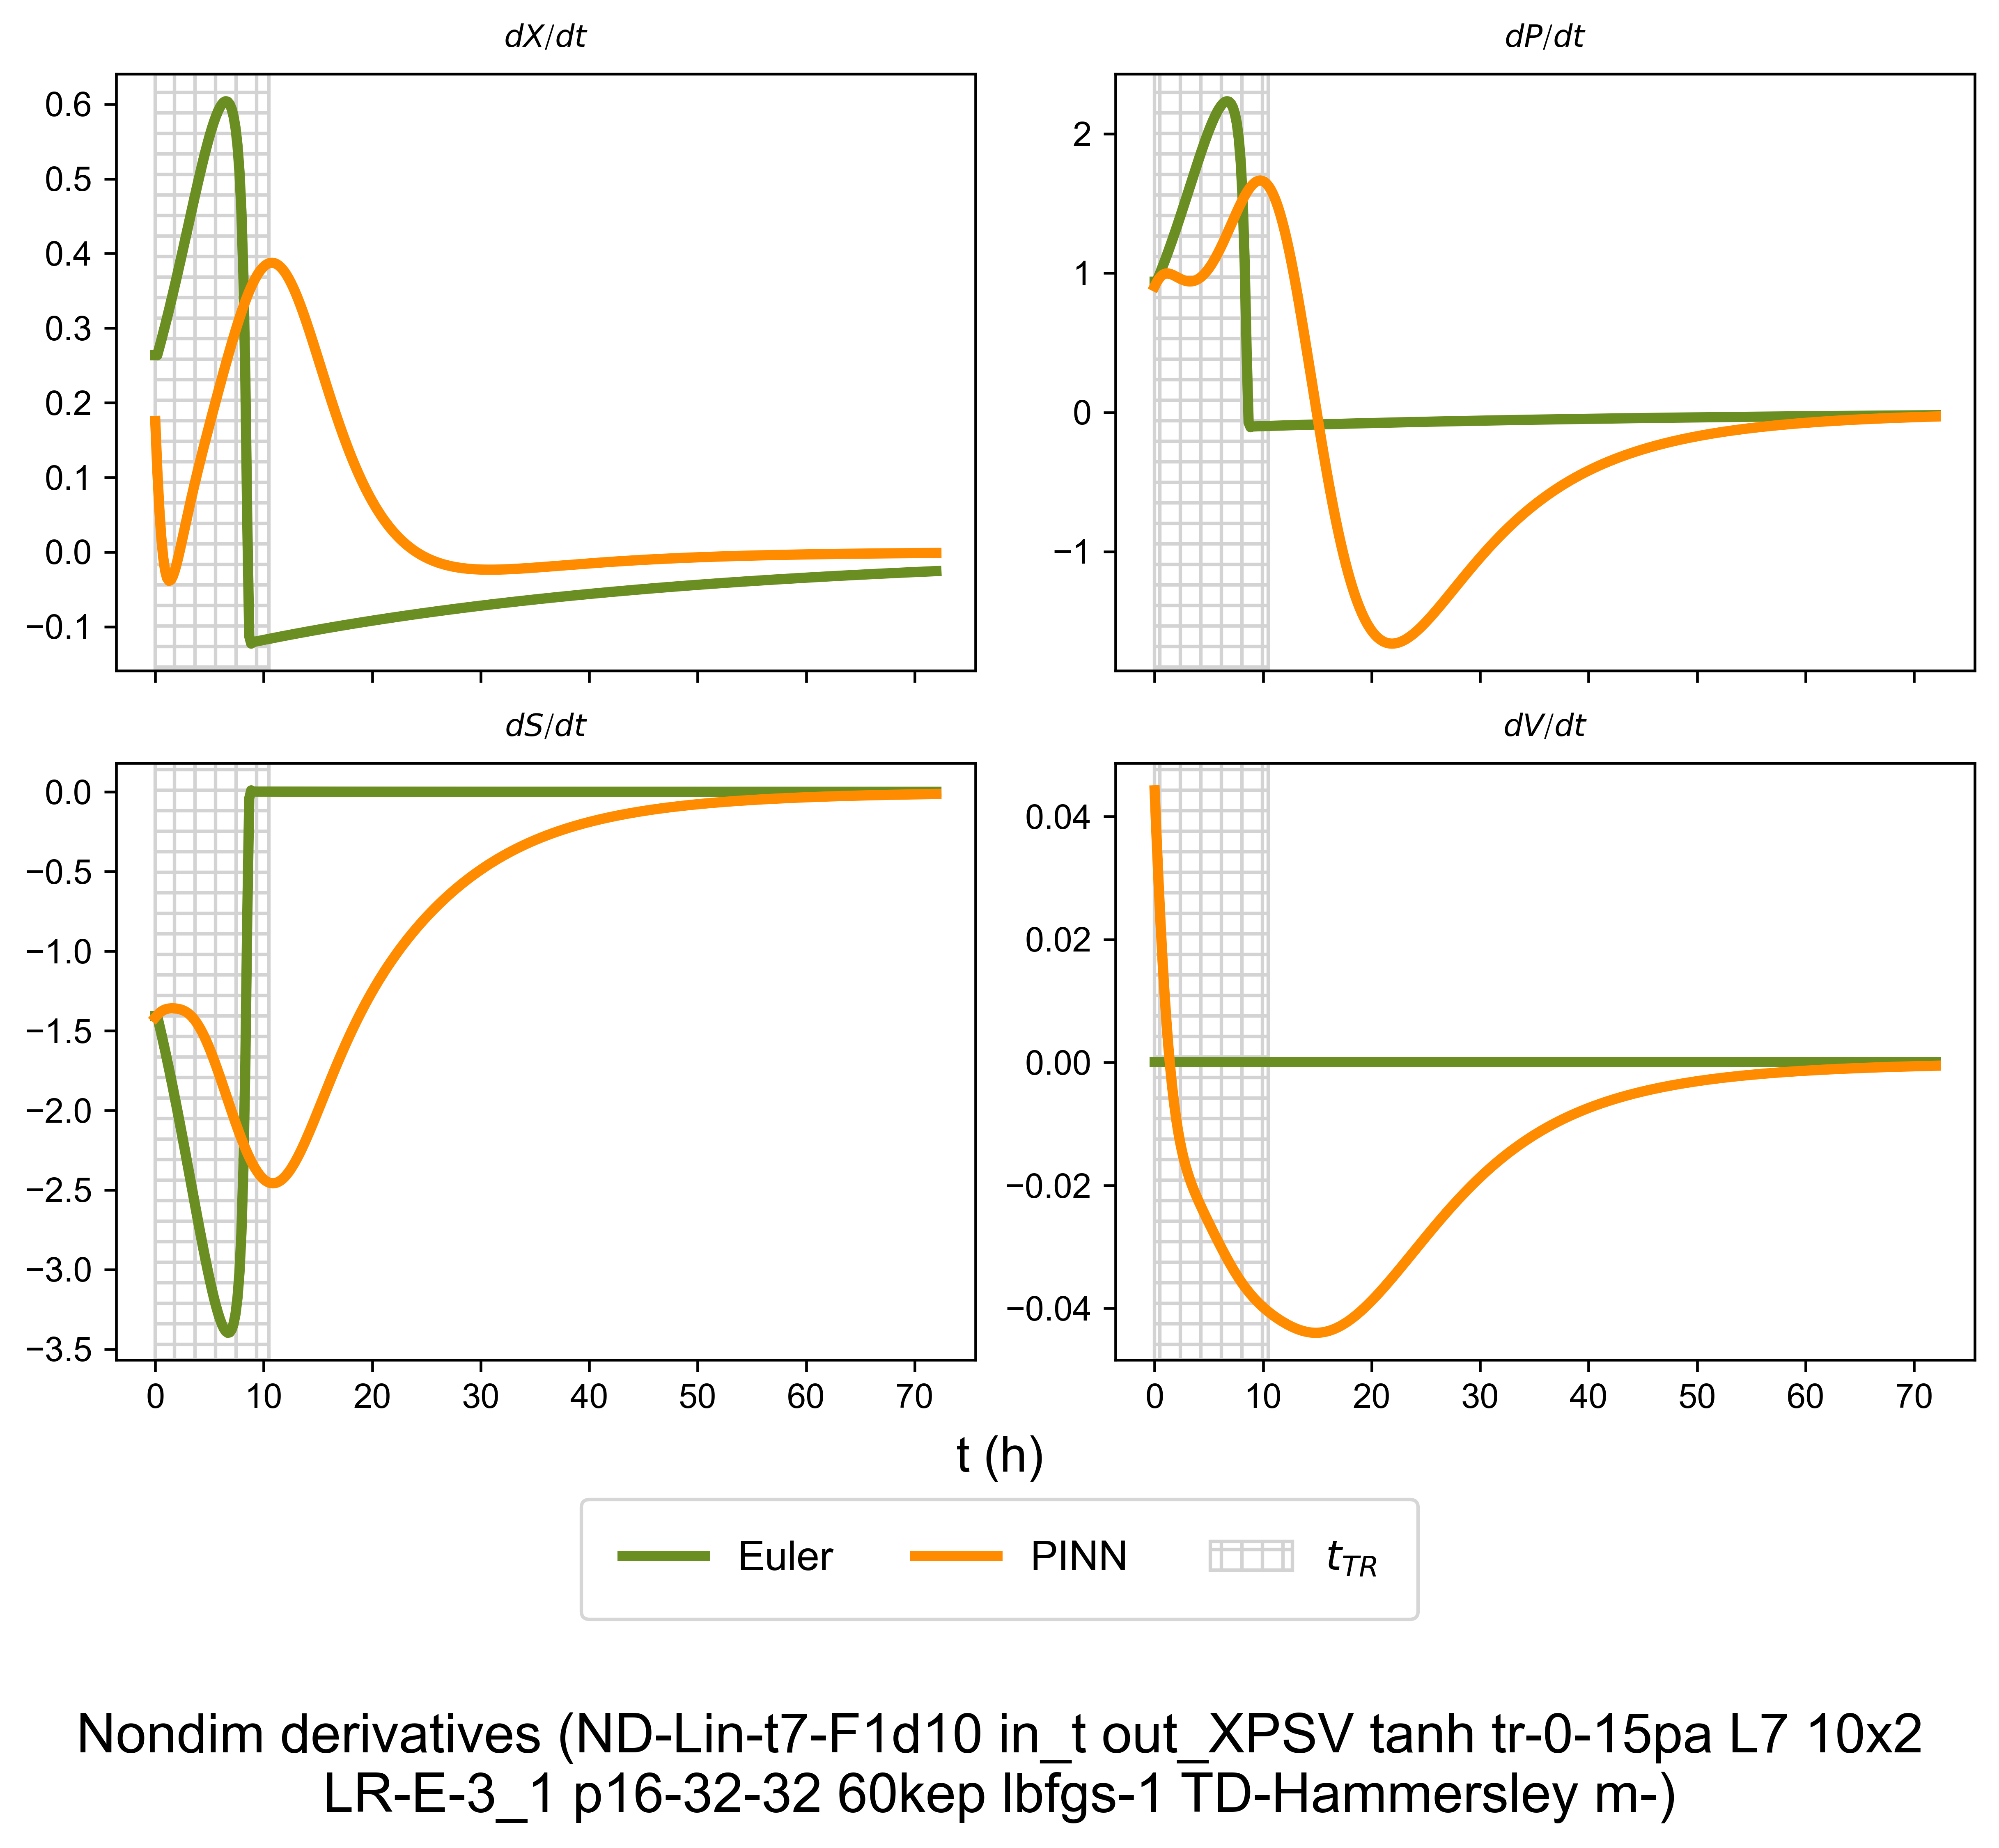 dX/dt
dP/dt
0.6
0.5
0.4
0.3
0.2
0.1
0.0
−0.1
2
1
0
−1
dS/dt
dV/dt
0.0
−0.5
−1.0
−1.5
−2.0
−2.5
−3.0
−3.5
0.04
0.02
0.00
−0.02
−0.04
0 10 20 30 40 50 60 70
0 10 20 30 40 50 60 70
t (h)
Euler PINN t_TR
Nondim derivatives (ND-Lin-t7-F1d10 in_t out_XPSV tanh tr-0-15pa L7 10x2
LR-E-3_1 p16-32-32 60kep lbfgs-1 TD-Hammersley m-)